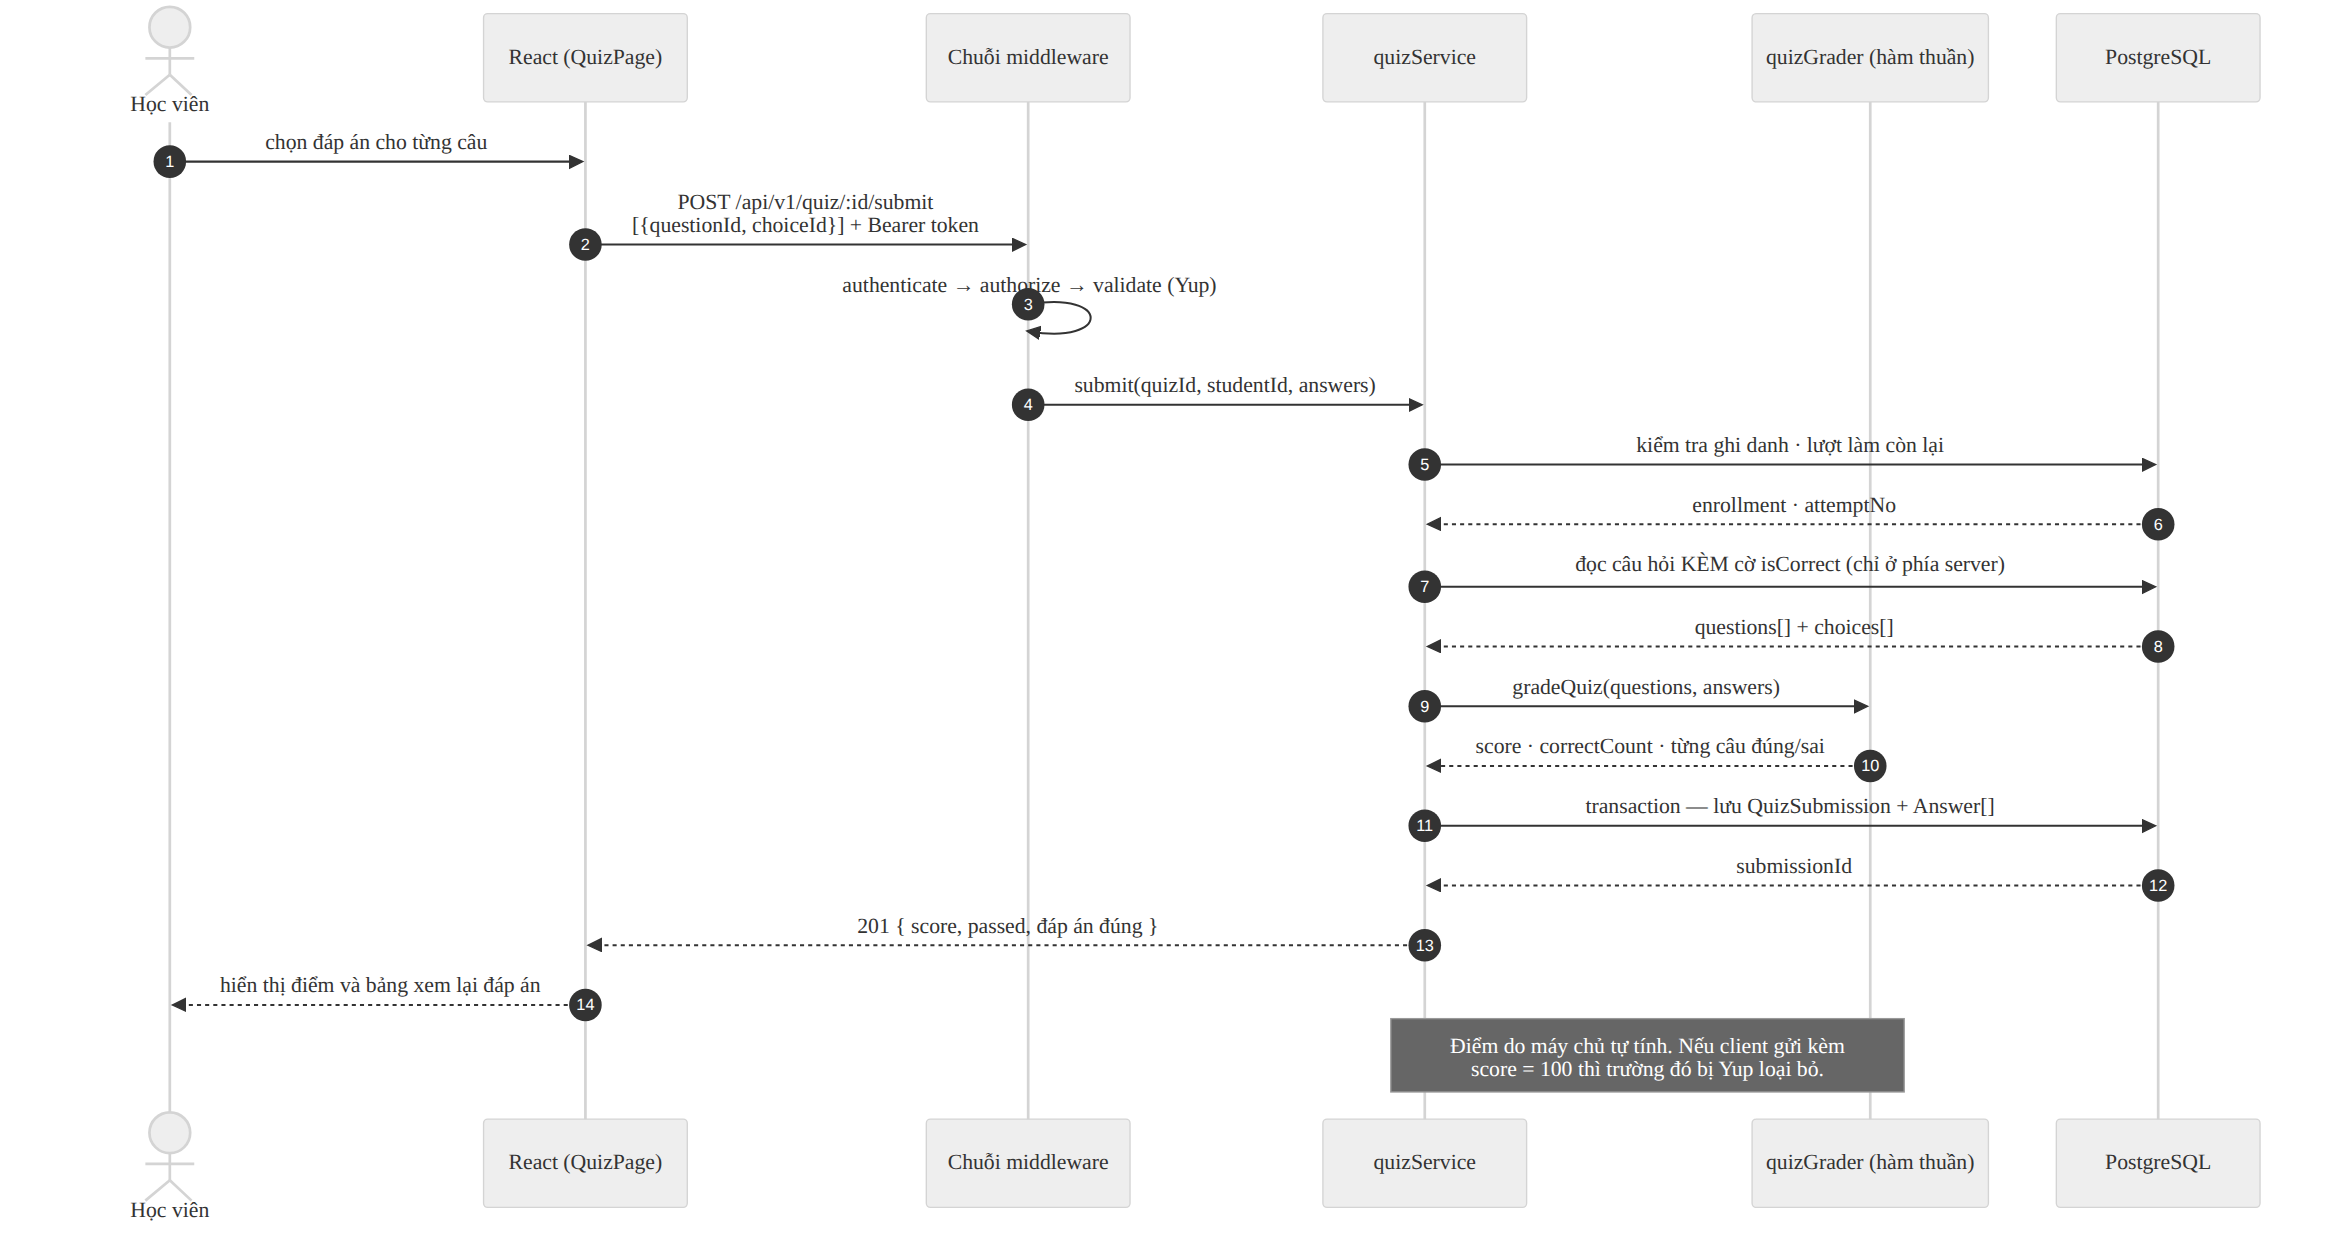 React (QuizPage)
Chuỗi middleware
quizService
quizGrader (hàm thuần)
PostgreSQL
Học viên
chọn đáp án cho từng câu
1
POST /api/v1/quiz/:id/submit
[{questionId, choiceId}] + Bearer token
2
authenticate → authorize → validate (Yup)
3
submit(quizId, studentId, answers)
4
kiểm tra ghi danh · lượt làm còn lại
5
enrollment · attemptNo
6
đọc câu hỏi KÈM cờ isCorrect (chỉ ở phía server)
7
questions[] + choices[]
8
gradeQuiz(questions, answers)
9
score · correctCount · từng câu đúng/sai
10
transaction — lưu QuizSubmission + Answer[]
11
submissionId
12
201 { score, passed, đáp án đúng }
13
hiển thị điểm và bảng xem lại đáp án
14
Điểm do máy chủ tự tính. Nếu client gửi kèm
score = 100 thì trường đó bị Yup loại bỏ.
React (QuizPage)
Chuỗi middleware
quizService
quizGrader (hàm thuần)
PostgreSQL
Học viên